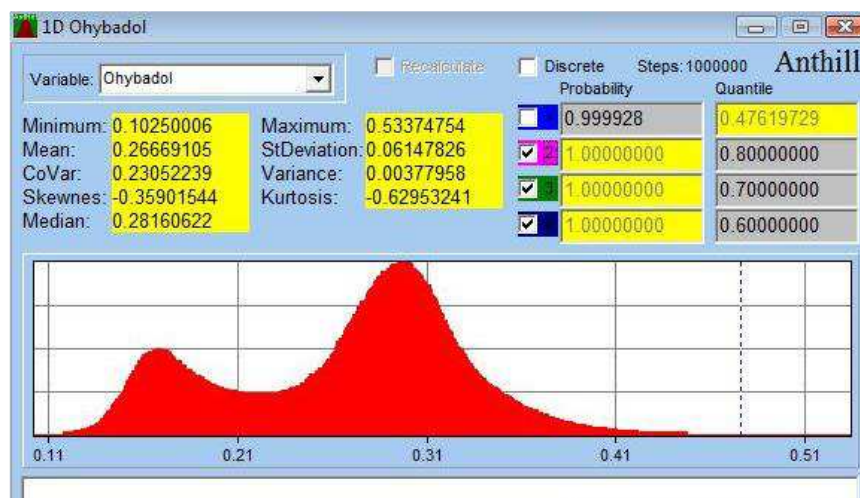 1D Ohybadol
Variable: Ohybadol
Recalculate
Discrete Steps: 1000000 Anthill
Probability Quantile
Minimum: 0.10250006 Maximum: 0.53374754
Mean: 0.26669105 StDeviation: 0.06147826
CoVar: 0.23052239 Variance: 0.00377958
Skewnes: -0.35901544 Kurtosis: -0.62953241
Median: 0.28160622
0.999928 0.47619729
2 1.00000000 0.80000000
3 1.00000000 0.70000000
1.00000000 0.60000000
0.11 0.21 0.31 0.41 0.51